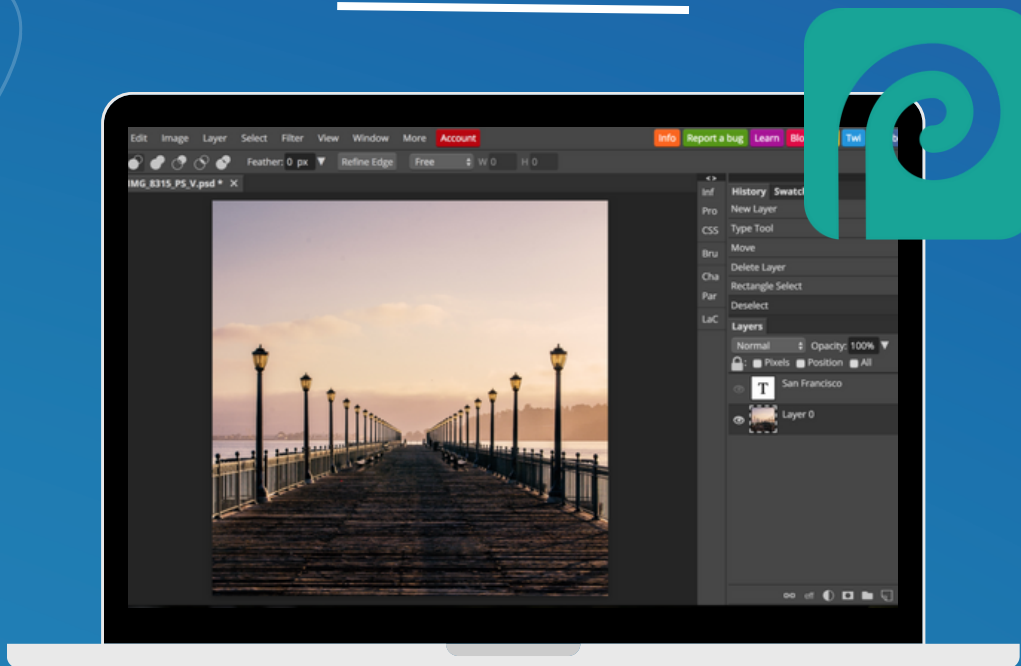 Edit Image Layer Select Filter View Window More Account Info Report a bug Learn Twi
Feather: 0 px Refine Edge Free W 0 H 0
IMG_8315_PS_V.psd *
Inf
Pro
CSS
Bru
Cha
Par
LaC
History
New Layer
Type Tool
Move
Delete Layer
Rectangle Select
Deselect
Layers
Normal Opacity: 100%
Pixels Position All
T San Francisco
Layer 0